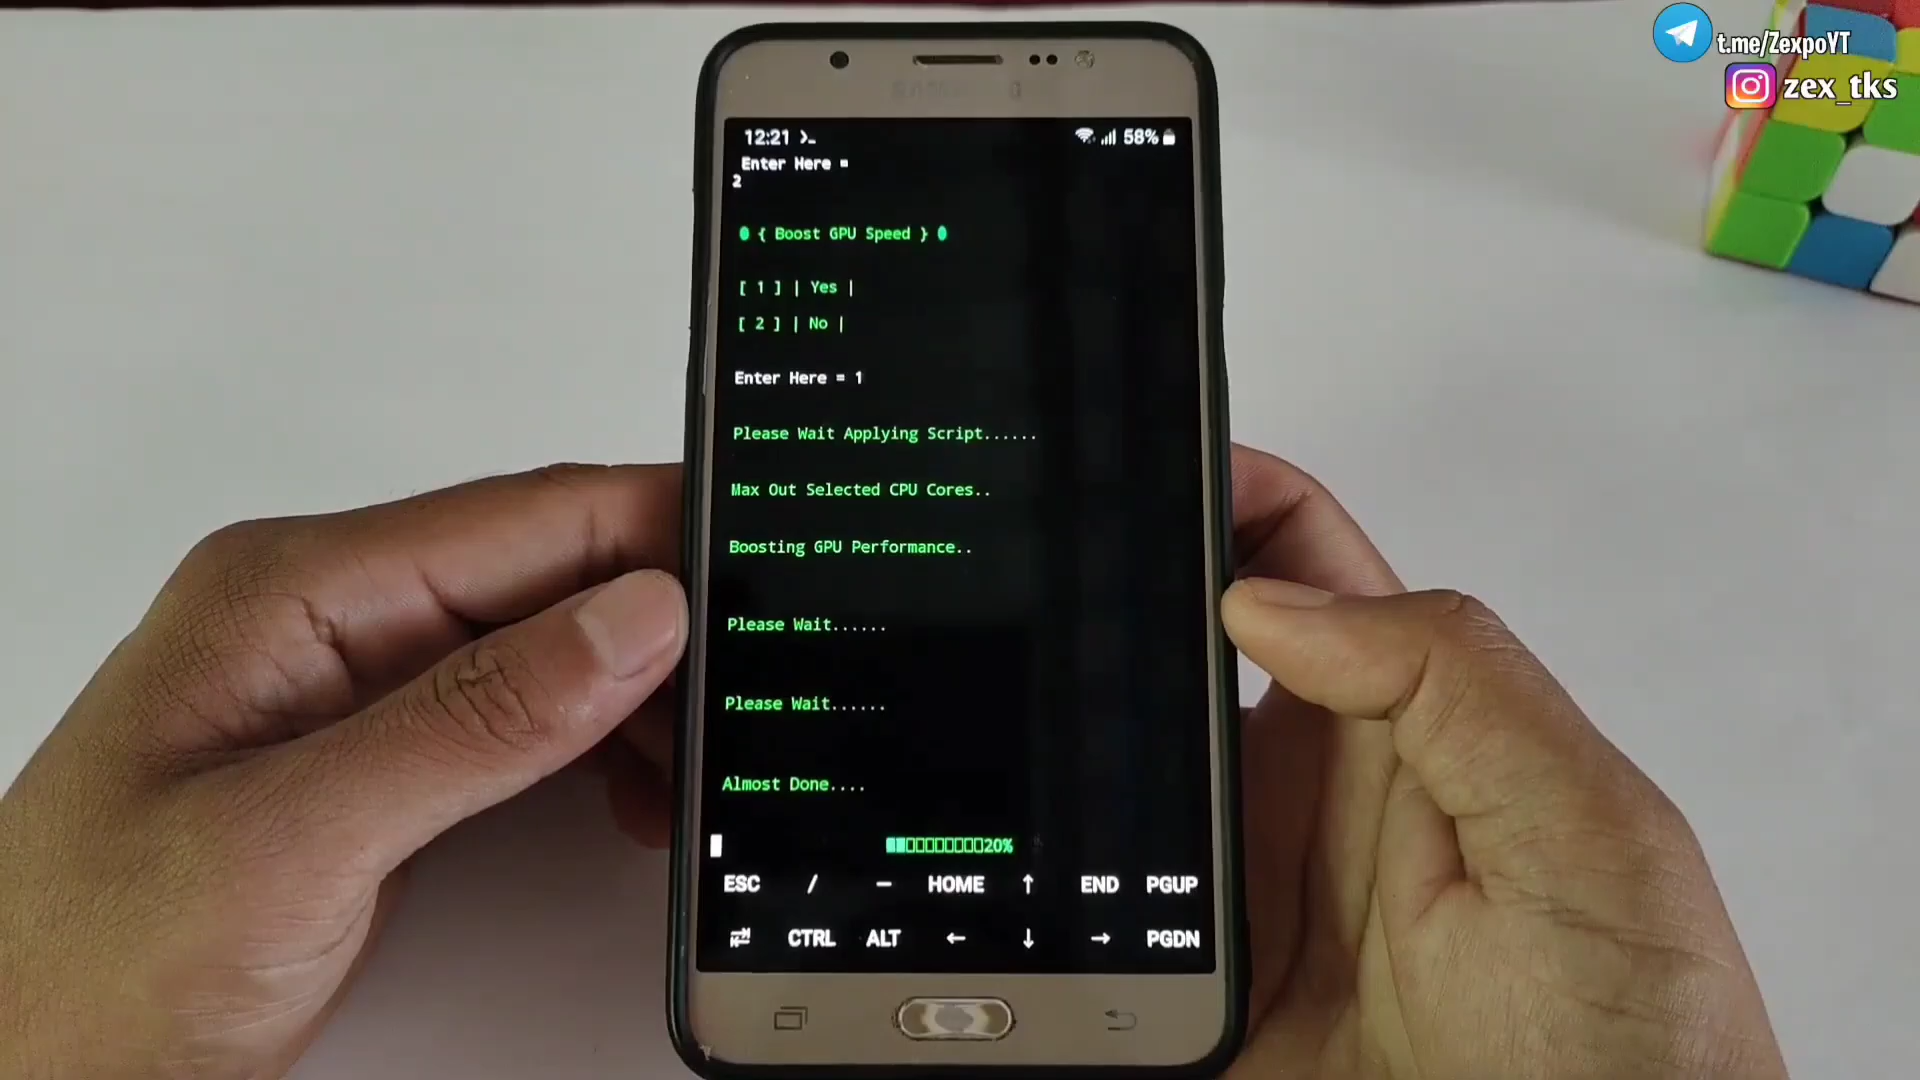 t.me/ZexpoYT
zex_tks
SAMSUNG
12:21 >_ 58%
Enter Here =
2
{ Boost GPU Speed }
[ 1 ] | Yes |
[ 2 ] | No |
Enter Here = 1
Please Wait Applying Script......
Max Out Selected CPU Cores..
Boosting GPU Performance..
Please Wait......
Please Wait......
Almost Done....
20%
ESC / − HOME ↑ END PGUP
⇄ CTRL ALT ← ↓ → PGDN